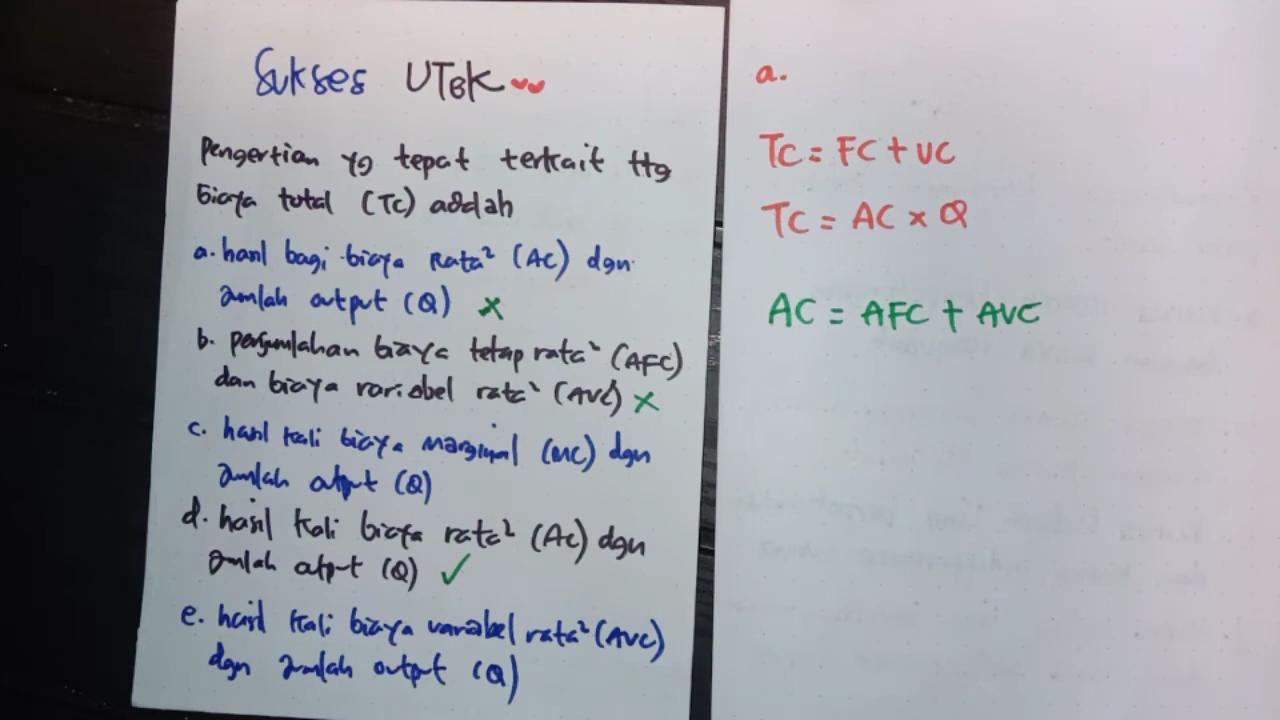 Sukses UTBK
Pengertian yg tepat terkait ttg
biaya total (TC) adalah
a. hasil bagi biaya rata² (AC) dgn
jumlah output (Q) x
b. penjumlahan biaya tetap rata² (AFC)
dan biaya variabel rata² (AVC) x
c. hasil kali biaya marginal (MC) dgn
jumlah output (Q)
d. hasil kali biaya rata² (AC) dgn
jumlah output (Q) ✓
e. hasil kali biaya variabel rata² (AVC)
dgn jumlah output (Q)
a.
TC = FC + VC
TC = AC x Q
AC = AFC + AVC